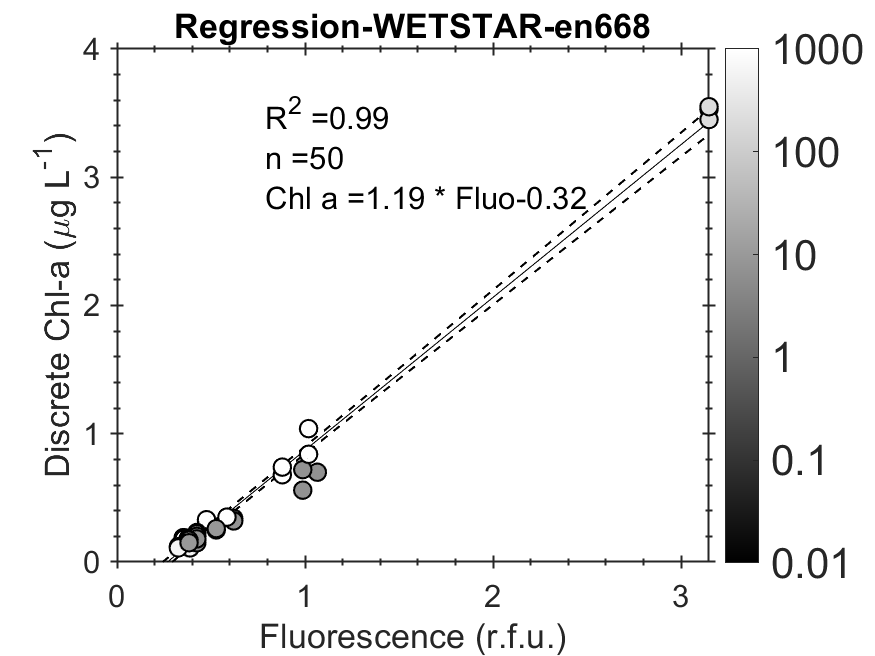 Regression-WETSTAR-en668
R² =0.99
n =50
Chl a =1.19 * Fluo-0.32
Discrete Chl-a (μg L⁻¹)
4
3
2
1
0
0 1 2 3
Fluorescence (r.f.u.)
1000
100
10
1
0.1
0.01